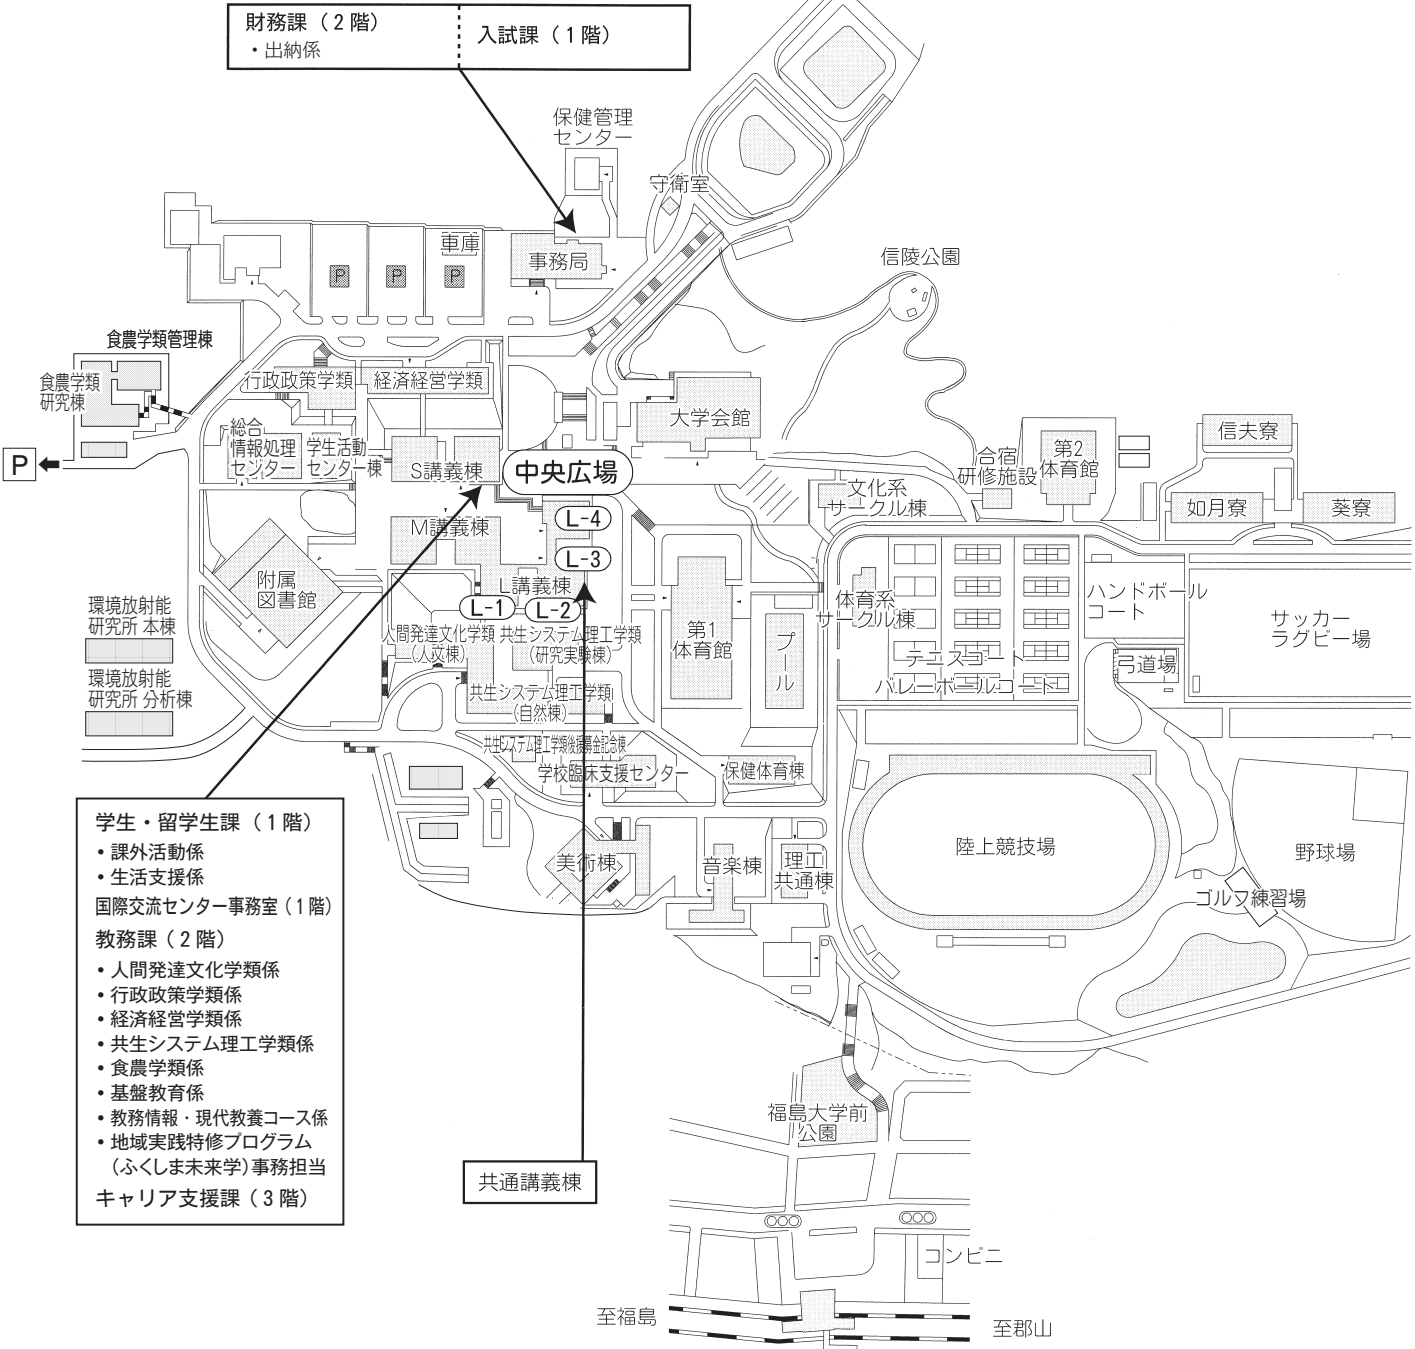 財務課（2階）
・出納係
入試課（1階）
保健管理
センター
守衛室
車庫
事務局
P
P
P
信陵公園
食農学類管理棟
食農学類
研究棟
行政政策学類
経済経営学類
大学会館
総合
情報処理
センター
学生活動
センター棟
S講義棟
中央広場
P
合宿
研修施設
第2
体育館
信夫寮
文化系
サークル棟
如月寮
葵寮
M講義棟
L-4
L-3
L講義棟
L-1
L-2
附属
図書館
環境放射能
研究所 本棟
環境放射能
研究所 分析棟
人間発達文化学類
（人文棟）
共生システム理工学類
（研究実験棟）
共生システム理工学類
（自然棟）
共生システム理工学類後援募金記念棟
学校臨床支援センター
第1
体育館
プール
体育系
サークル棟
テニスコート
バレーボールコート
ハンドボール
コート
サッカー
ラグビー場
弓道場
保健体育棟
美術棟
音楽棟
理工
共通棟
陸上競技場
野球場
ゴルフ練習場
学生・留学生課（1階）
・課外活動係
・生活支援係
国際交流センター事務室（1階）
教務課（2階）
・人間発達文化学類係
・行政政策学類係
・経済経営学類係
・共生システム理工学類係
・食農学類係
・基盤教育係
・教務情報・現代教養コース係
・地域実践特修プログラム
（ふくしま未来学）事務担当
キャリア支援課（3階）
共通講義棟
福島大学前
公園
コンビニ
至福島
至郡山